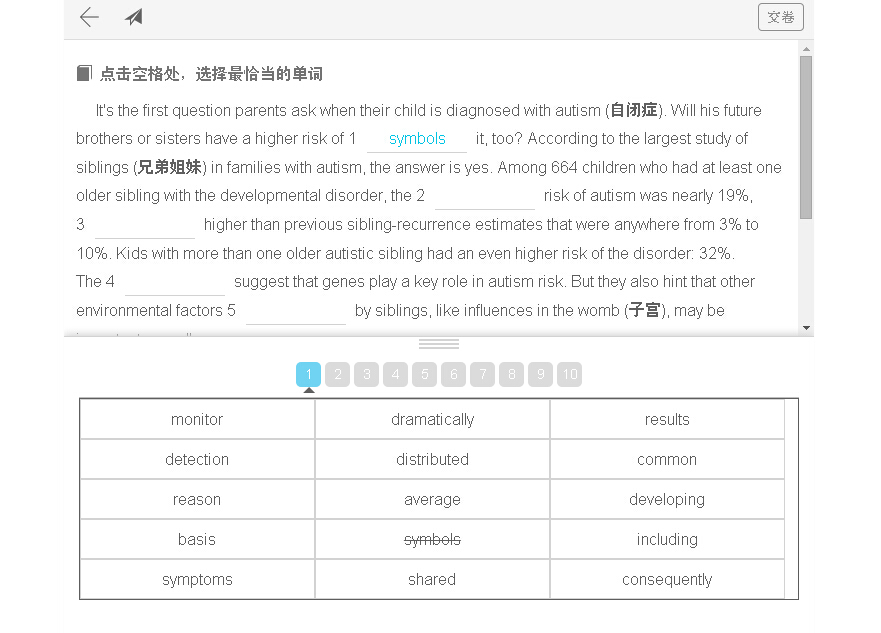 交卷
点击空格处，选择最恰当的单词
It's the first question parents ask when their child is diagnosed with autism (自闭症). Will his future
brothers or sisters have a higher risk of 1 symbols it, too? According to the largest study of
siblings (兄弟姐妹) in families with autism, the answer is yes. Among 664 children who had at least one
older sibling with the developmental disorder, the 2 risk of autism was nearly 19%,
3 higher than previous sibling-recurrence estimates that were anywhere from 3% to
10%. Kids with more than one older autistic sibling had an even higher risk of the disorder: 32%.
The 4 suggest that genes play a key role in autism risk. But they also hint that other
environmental factors 5 by siblings, like influences in the womb (子宫), may be
1 2 3 4 5 6 7 8 9 10
monitor dramatically results
detection distributed common
reason average developing
basis symbols including
symptoms shared consequently